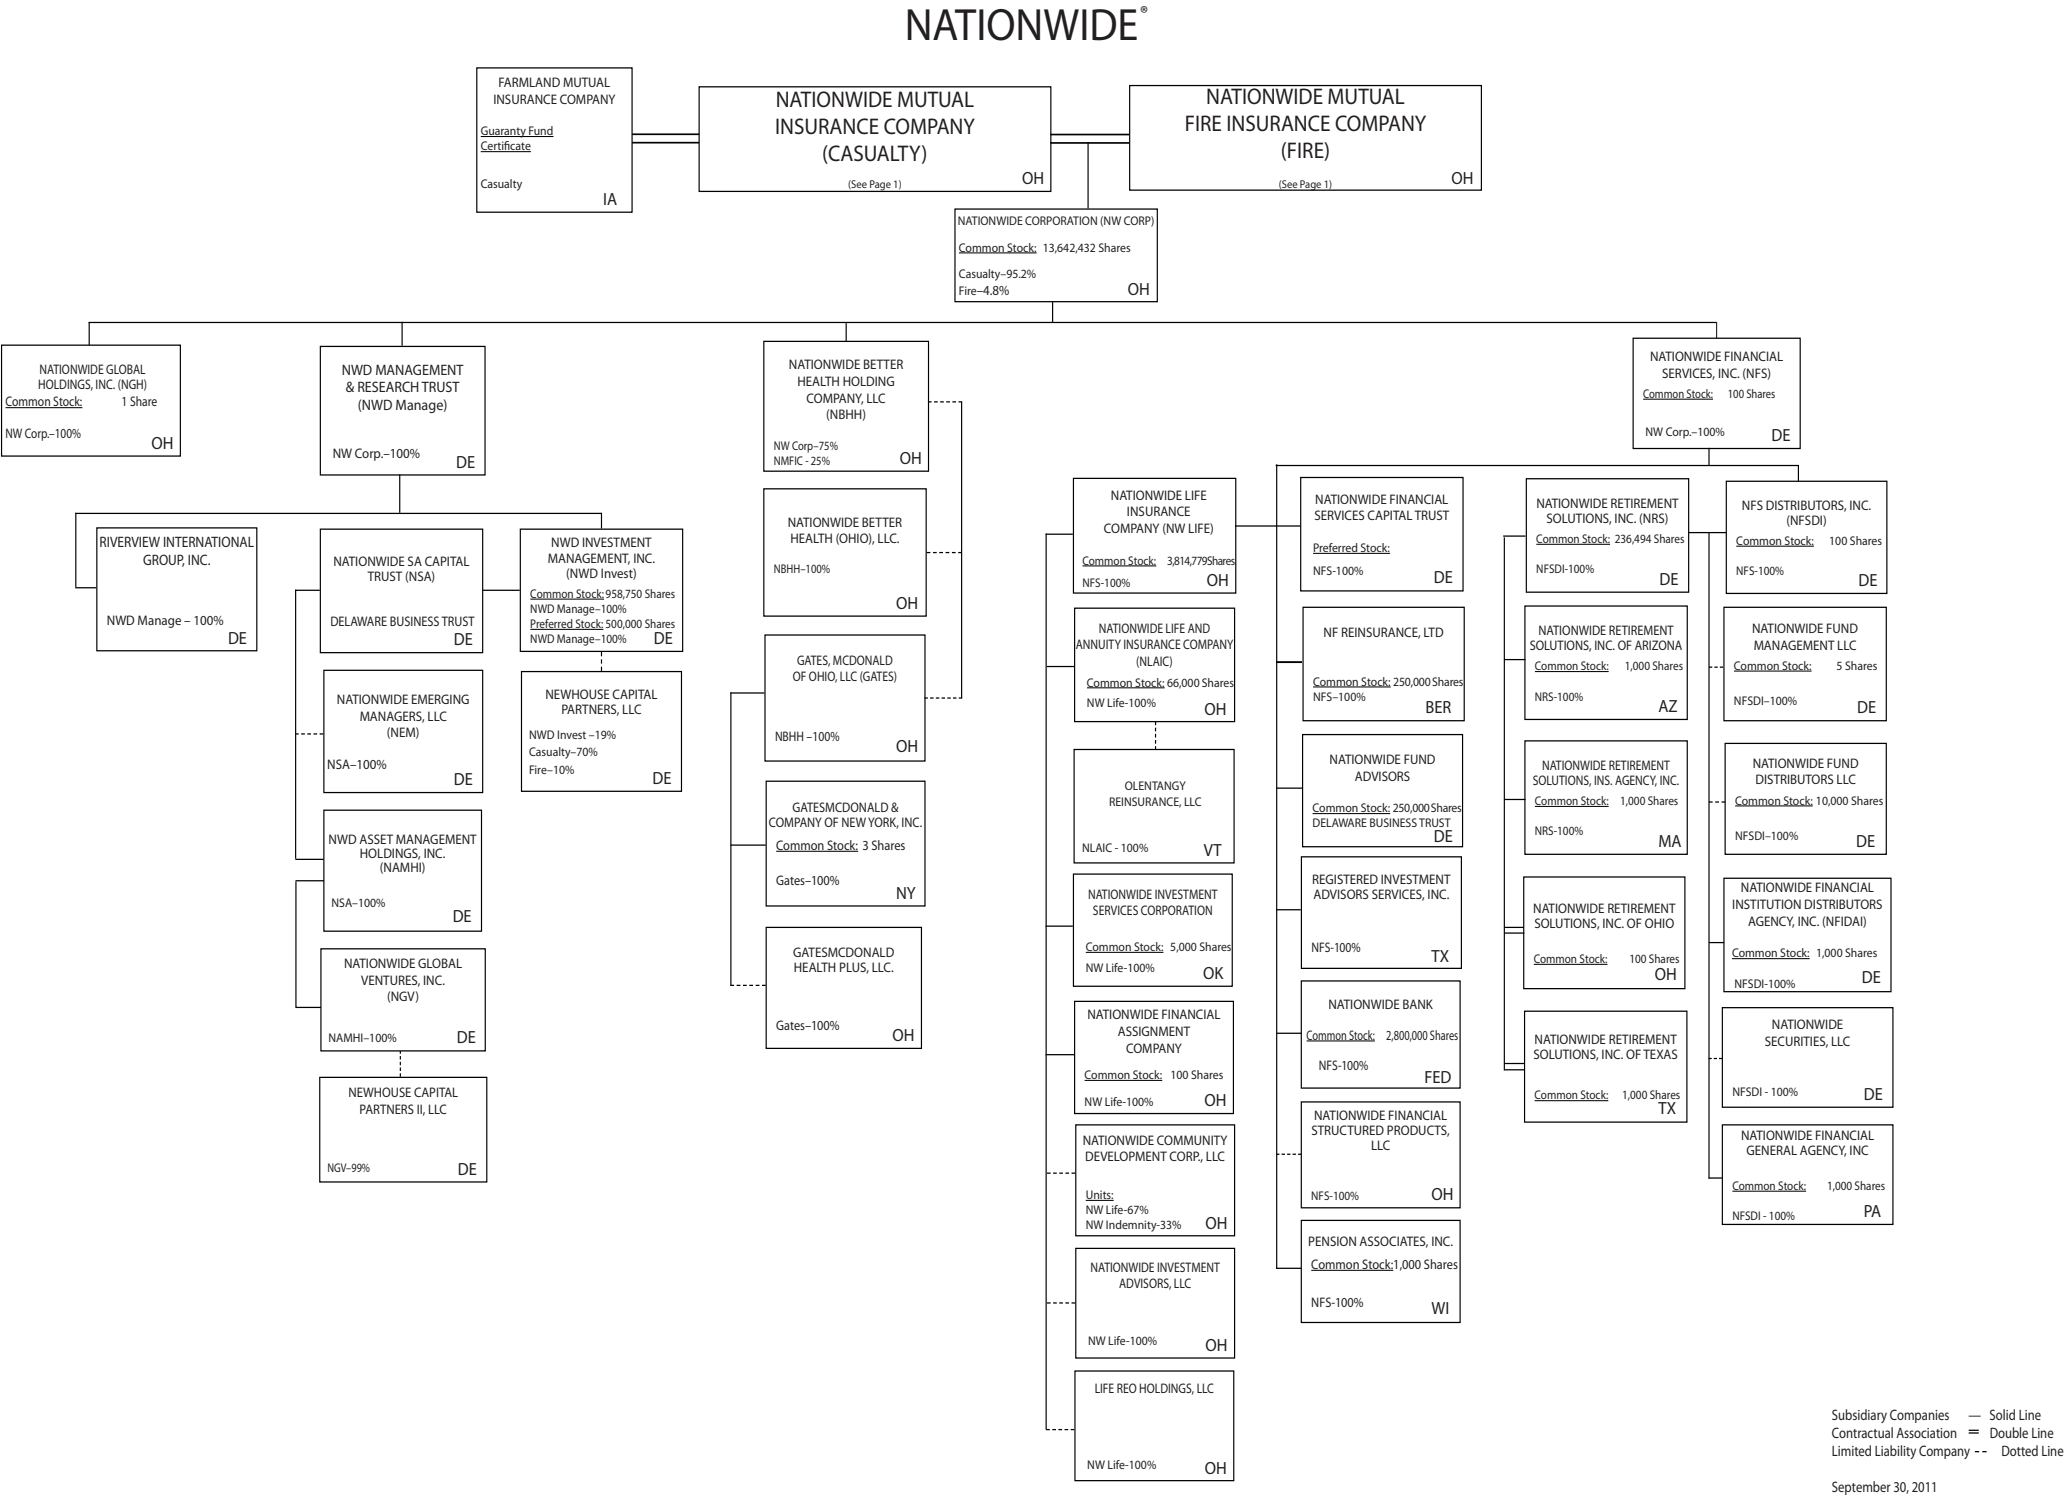 NATIONWIDE®
FARMLAND MUTUAL
INSURANCE COMPANY
Guaranty Fund
Certificate
Casualty
IA
NATIONWIDE MUTUAL
INSURANCE COMPANY
(CASUALTY)
(See Page 1)
OH
NATIONWIDE MUTUAL
FIRE INSURANCE COMPANY
(FIRE)
(See Page 1)
OH
NATIONWIDE CORPORATION (NW CORP)
Common Stock: 13,642,432 Shares
Casualty–95.2%
Fire–4.8%
OH
NATIONWIDE GLOBAL
HOLDINGS, INC. (NGH)
Common Stock: 1 Share
NW Corp.–100%
OH
NWD MANAGEMENT
& RESEARCH TRUST
(NWD Manage)
NW Corp.–100%
DE
NATIONWIDE BETTER
HEALTH HOLDING
COMPANY, LLC
(NBHH)
NW Corp–75%
NMFIC - 25%
OH
NATIONWIDE FINANCIAL
SERVICES, INC. (NFS)
Common Stock: 100 Shares
NW Corp.–100%
DE
RIVERVIEW INTERNATIONAL
GROUP, INC.
NWD Manage – 100%
DE
NATIONWIDE SA CAPITAL
TRUST (NSA)
DELAWARE BUSINESS TRUST
DE
NWD INVESTMENT
MANAGEMENT, INC.
(NWD Invest)
Common Stock: 958,750 Shares
NWD Manage–100%
Preferred Stock: 500,000 Shares
NWD Manage–100%
DE
NATIONWIDE EMERGING
MANAGERS, LLC
(NEM)
NSA–100%
DE
NEWHOUSE CAPITAL
PARTNERS, LLC
NWD Invest –19%
Casualty–70%
Fire–10%
DE
NWD ASSET MANAGEMENT
HOLDINGS, INC.
(NAMHI)
NSA–100%
DE
NATIONWIDE GLOBAL
VENTURES, INC.
(NGV)
NAMHI–100%
DE
NEWHOUSE CAPITAL
PARTNERS II, LLC
NGV–99%
DE
NATIONWIDE BETTER
HEALTH (OHIO), LLC.
NBHH–100%
OH
GATES, MCDONALD
OF OHIO, LLC (GATES)
NBHH –100%
OH
GATESMCDONALD &
COMPANY OF NEW YORK, INC.
Common Stock: 3 Shares
Gates–100%
NY
GATESMCDONALD
HEALTH PLUS, LLC.
Gates–100%
OH
NATIONWIDE LIFE
INSURANCE
COMPANY (NW LIFE)
Common Stock: 3,814,779Shares
NFS-100%
OH
NATIONWIDE LIFE AND
ANNUITY INSURANCE COMPANY
(NLAIC)
Common Stock: 66,000 Shares
NW Life-100%
OH
OLENTANGY
REINSURANCE, LLC
NLAIC - 100%
VT
NATIONWIDE INVESTMENT
SERVICES CORPORATION
Common Stock: 5,000 Shares
NW Life-100%
OK
NATIONWIDE FINANCIAL
ASSIGNMENT
COMPANY
Common Stock: 100 Shares
NW Life-100%
OH
NATIONWIDE COMMUNITY
DEVELOPMENT CORP., LLC
Units:
NW Life-67%
NW Indemnity-33%
OH
NATIONWIDE INVESTMENT
ADVISORS, LLC
NW Life-100%
OH
LIFE REO HOLDINGS, LLC
NW Life-100%
OH
NATIONWIDE FINANCIAL
SERVICES CAPITAL TRUST
Preferred Stock:
NFS-100%
DE
NF REINSURANCE, LTD
Common Stock: 250,000 Shares
NFS–100%
BER
NATIONWIDE FUND
ADVISORS
Common Stock: 250,000 Shares
DELAWARE BUSINESS TRUST
DE
REGISTERED INVESTMENT
ADVISORS SERVICES, INC.
NFS-100%
TX
NATIONWIDE BANK
Common Stock: 2,800,000 Shares
NFS-100%
FED
NATIONWIDE FINANCIAL
STRUCTURED PRODUCTS,
LLC
NFS-100%
OH
PENSION ASSOCIATES, INC.
Common Stock:1,000 Shares
NFS-100%
WI
NATIONWIDE RETIREMENT
SOLUTIONS, INC. (NRS)
Common Stock: 236,494 Shares
NFSDI-100%
DE
NATIONWIDE RETIREMENT
SOLUTIONS, INC. OF ARIZONA
Common Stock: 1,000 Shares
NRS-100%
AZ
NATIONWIDE RETIREMENT
SOLUTIONS, INS. AGENCY, INC.
Common Stock: 1,000 Shares
NRS-100%
MA
NATIONWIDE RETIREMENT
SOLUTIONS, INC. OF OHIO
Common Stock: 100 Shares
OH
NATIONWIDE RETIREMENT
SOLUTIONS, INC. OF TEXAS
Common Stock: 1,000 Shares
TX
NFS DISTRIBUTORS, INC.
(NFSDI)
Common Stock: 100 Shares
NFS-100%
DE
NATIONWIDE FUND
MANAGEMENT LLC
Common Stock: 5 Shares
NFSDI–100%
DE
NATIONWIDE FUND
DISTRIBUTORS LLC
Common Stock: 10,000 Shares
NFSDI–100%
DE
NATIONWIDE FINANCIAL
INSTITUTION DISTRIBUTORS
AGENCY, INC. (NFIDAI)
Common Stock: 1,000 Shares
NFSDI-100%
DE
NATIONWIDE
SECURITIES, LLC
NFSDI - 100%
DE
NATIONWIDE FINANCIAL
GENERAL AGENCY, INC
Common Stock: 1,000 Shares
NFSDI - 100%
PA
Subsidiary Companies — Solid Line
Contractual Association = Double Line
Limited Liability Company -- Dotted Line
September 30, 2011